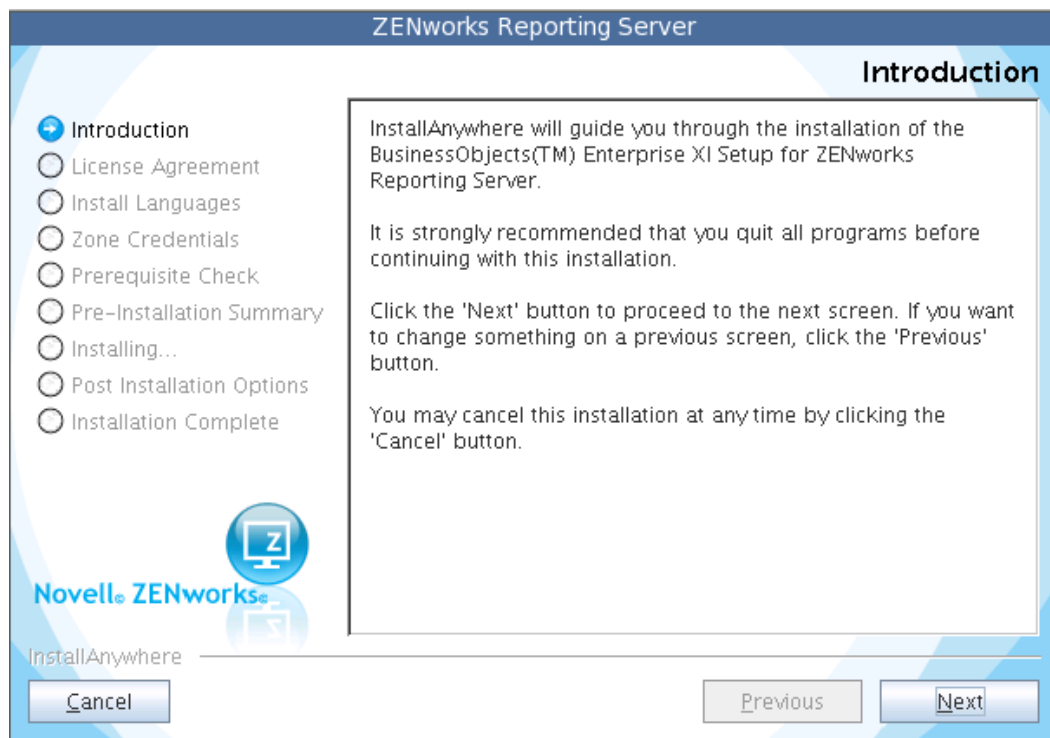 ZENworks Reporting Server
Introduction
Introduction
License Agreement
Install Languages
Zone Credentials
Prerequisite Check
Pre-Installation Summary
Installing...
Post Installation Options
Installation Complete
InstallAnywhere will guide you through the installation of the
BusinessObjects(TM) Enterprise XI Setup for ZENworks
Reporting Server.
It is strongly recommended that you quit all programs before
continuing with this installation.
Click the 'Next' button to proceed to the next screen. If you want
to change something on a previous screen, click the 'Previous'
button.
You may cancel this installation at any time by clicking the
'Cancel' button.
Z
Novell® ZENworks®
InstallAnywhere
Cancel
Previous
Next